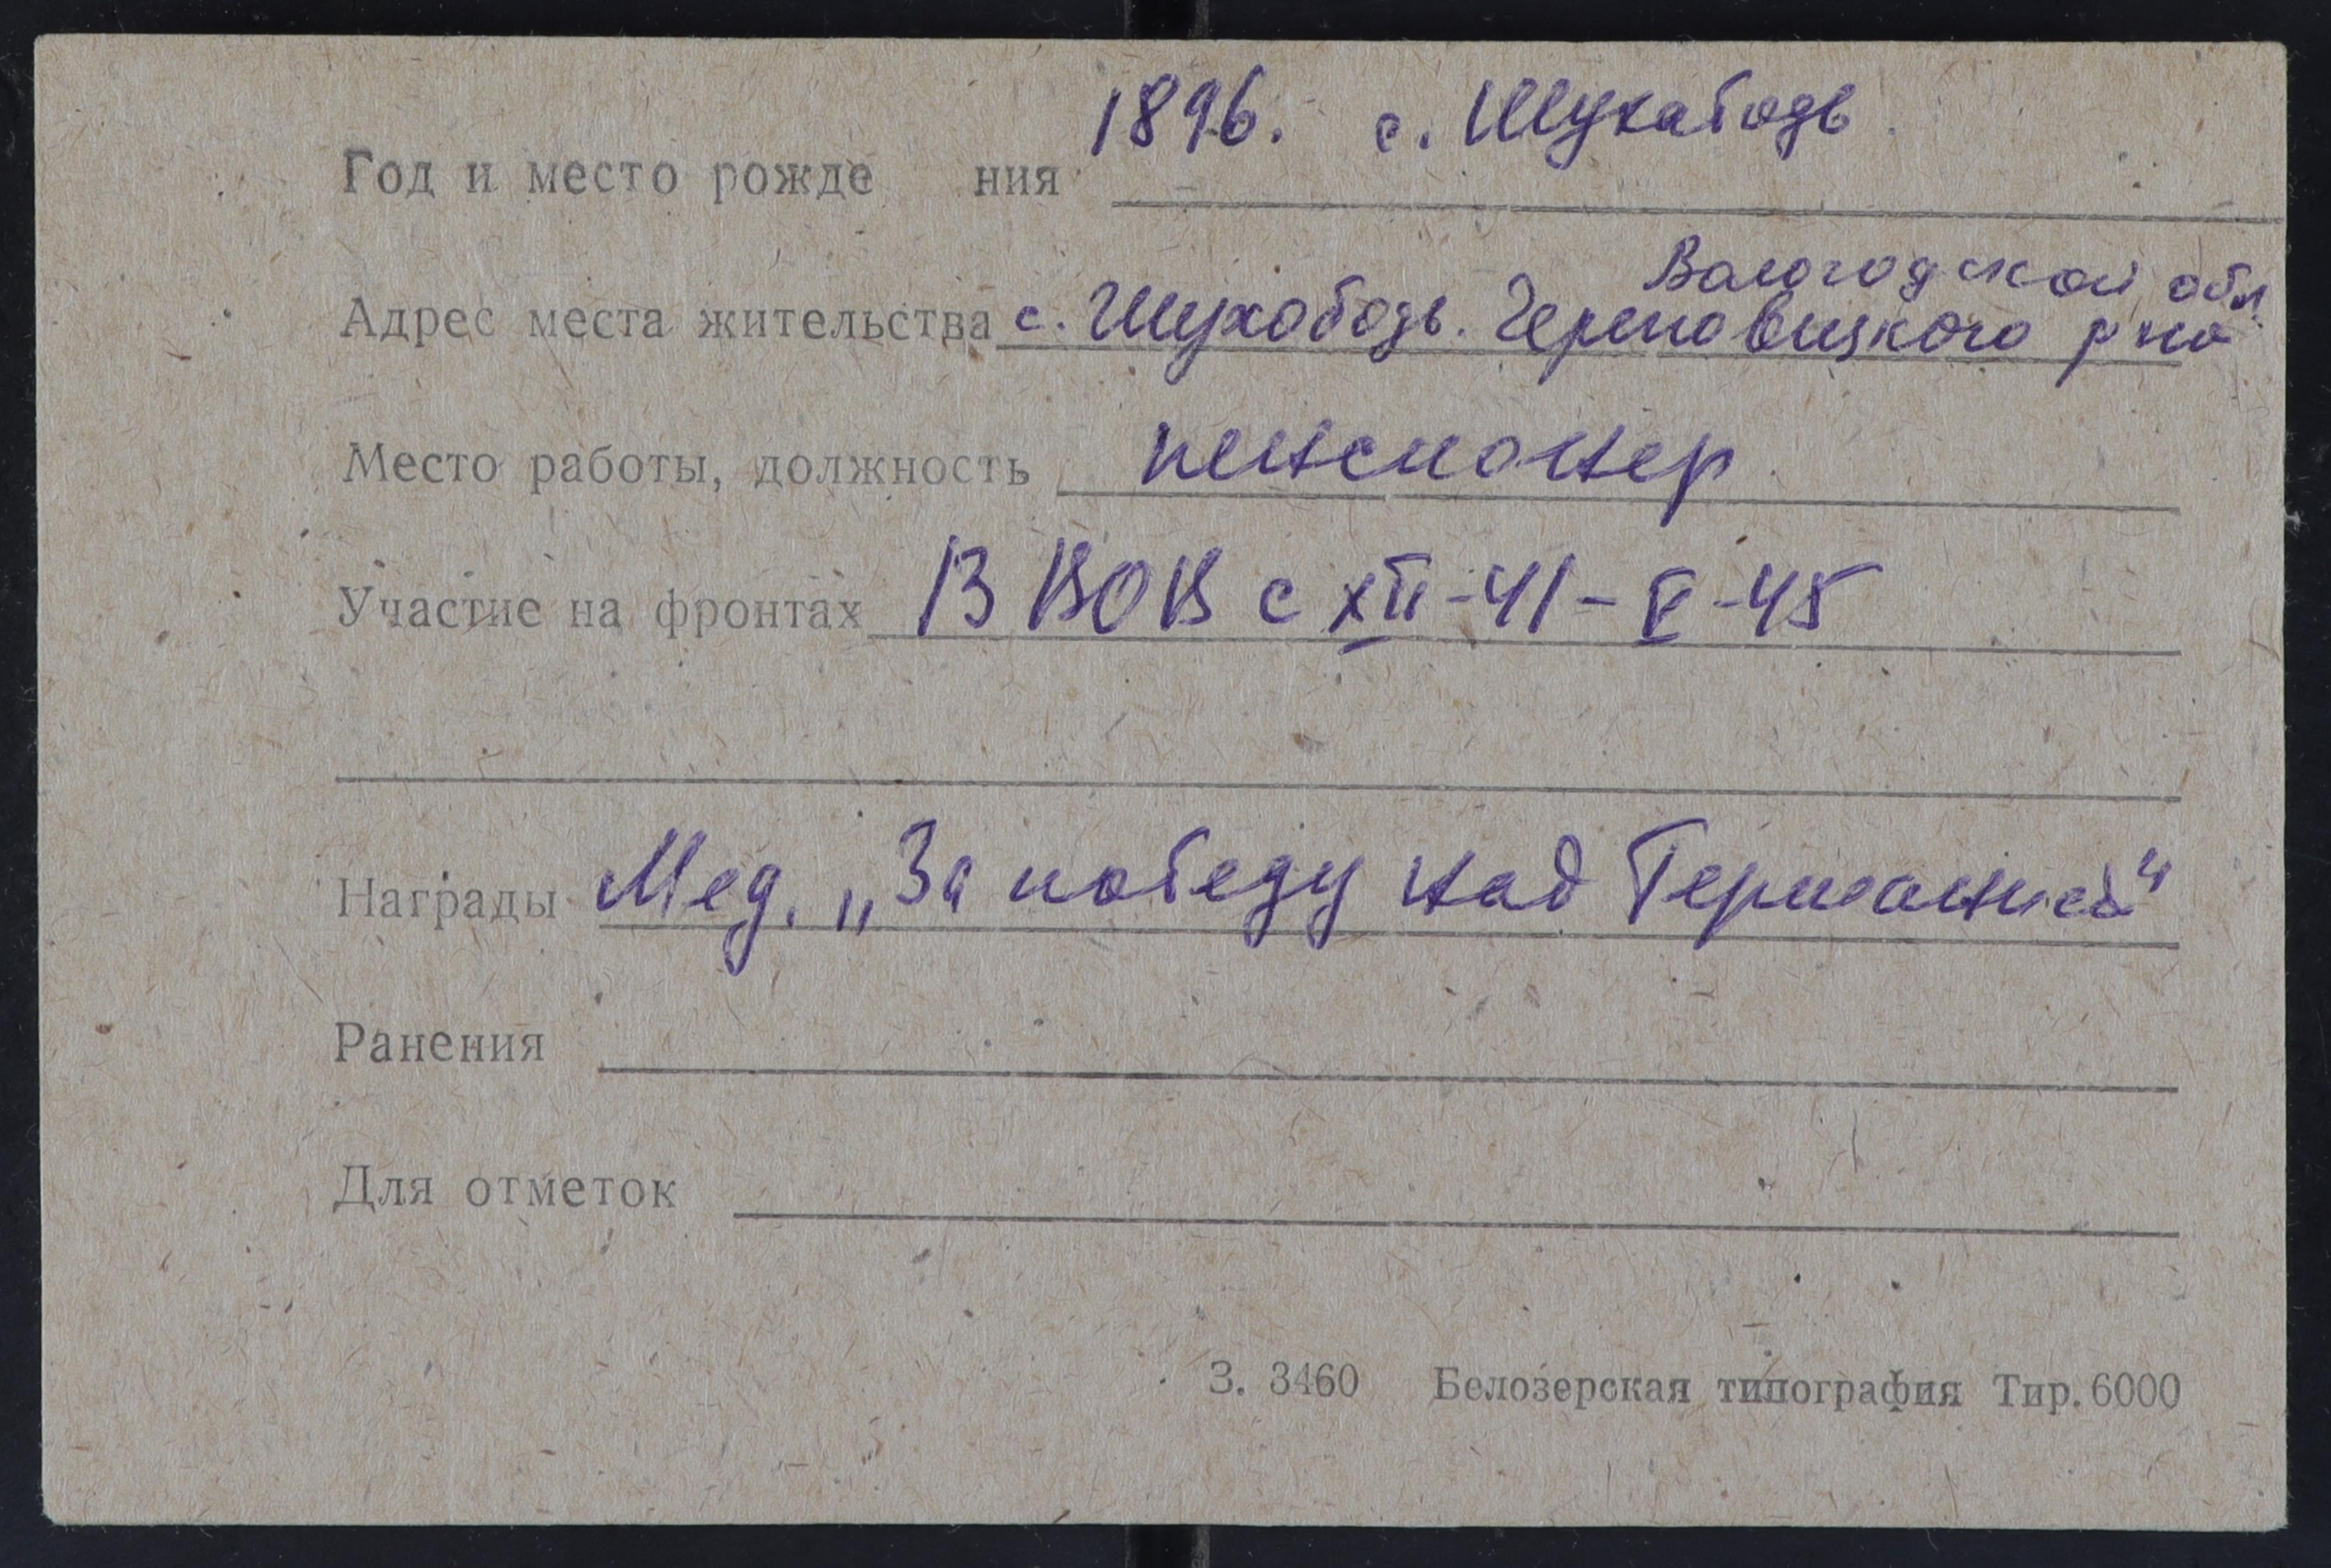 Год и место рождения 1896. с. Шухабодь
Вологодской обл.
Адрес места жительства с. Шухободь. Череповецкого р-на
Место работы, должность пенсионер
Участие на фронтах В ВОВ с XII-41-V-45
Награды Мед. „За победу над Германией"
Ранения
Для отметок
З. 3460 Белозерская типография Тир. 6000